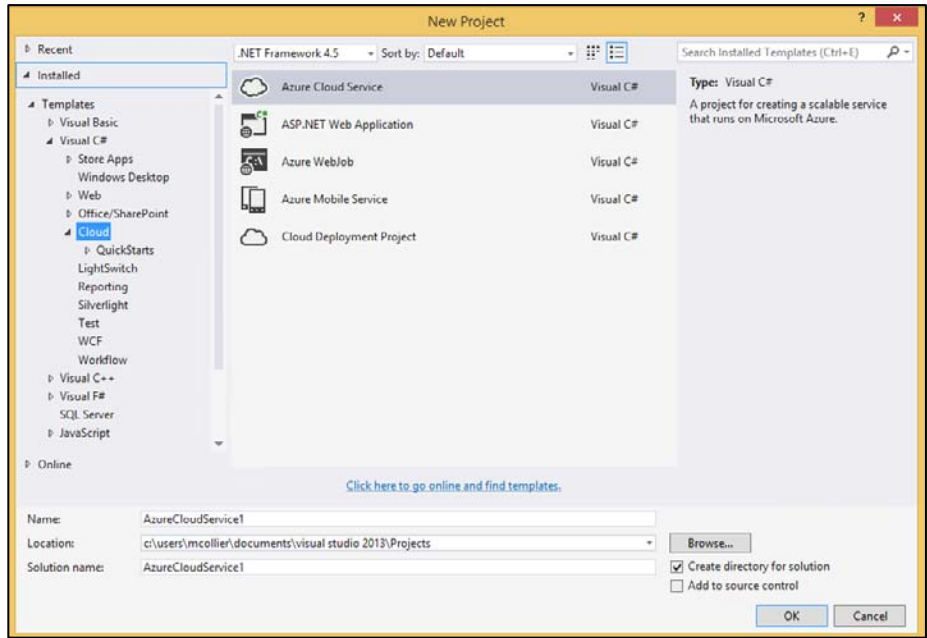 New Project
? ×
Recent
Installed
Templates
Visual Basic
Visual C#
Store Apps
Windows Desktop
Web
Office/SharePoint
Cloud
QuickStarts
LightSwitch
Reporting
Silverlight
Test
WCF
Workflow
Visual C++
Visual F#
SQL Server
JavaScript
Online
.NET Framework 4.5 Sort by: Default
Azure Cloud Service Visual C#
ASP.NET Web Application Visual C#
Azure WebJob Visual C#
Azure Mobile Service Visual C#
Cloud Deployment Project Visual C#
Click here to go online and find templates.
Search Installed Templates (Ctrl+E)
Type: Visual C#
A project for creating a scalable service
that runs on Microsoft Azure.
Name: AzureCloudService1
Location: c:\users\mcollier\documents\visual studio 2013\Projects Browse...
Solution name: AzureCloudService1
Create directory for solution
Add to source control
OK Cancel